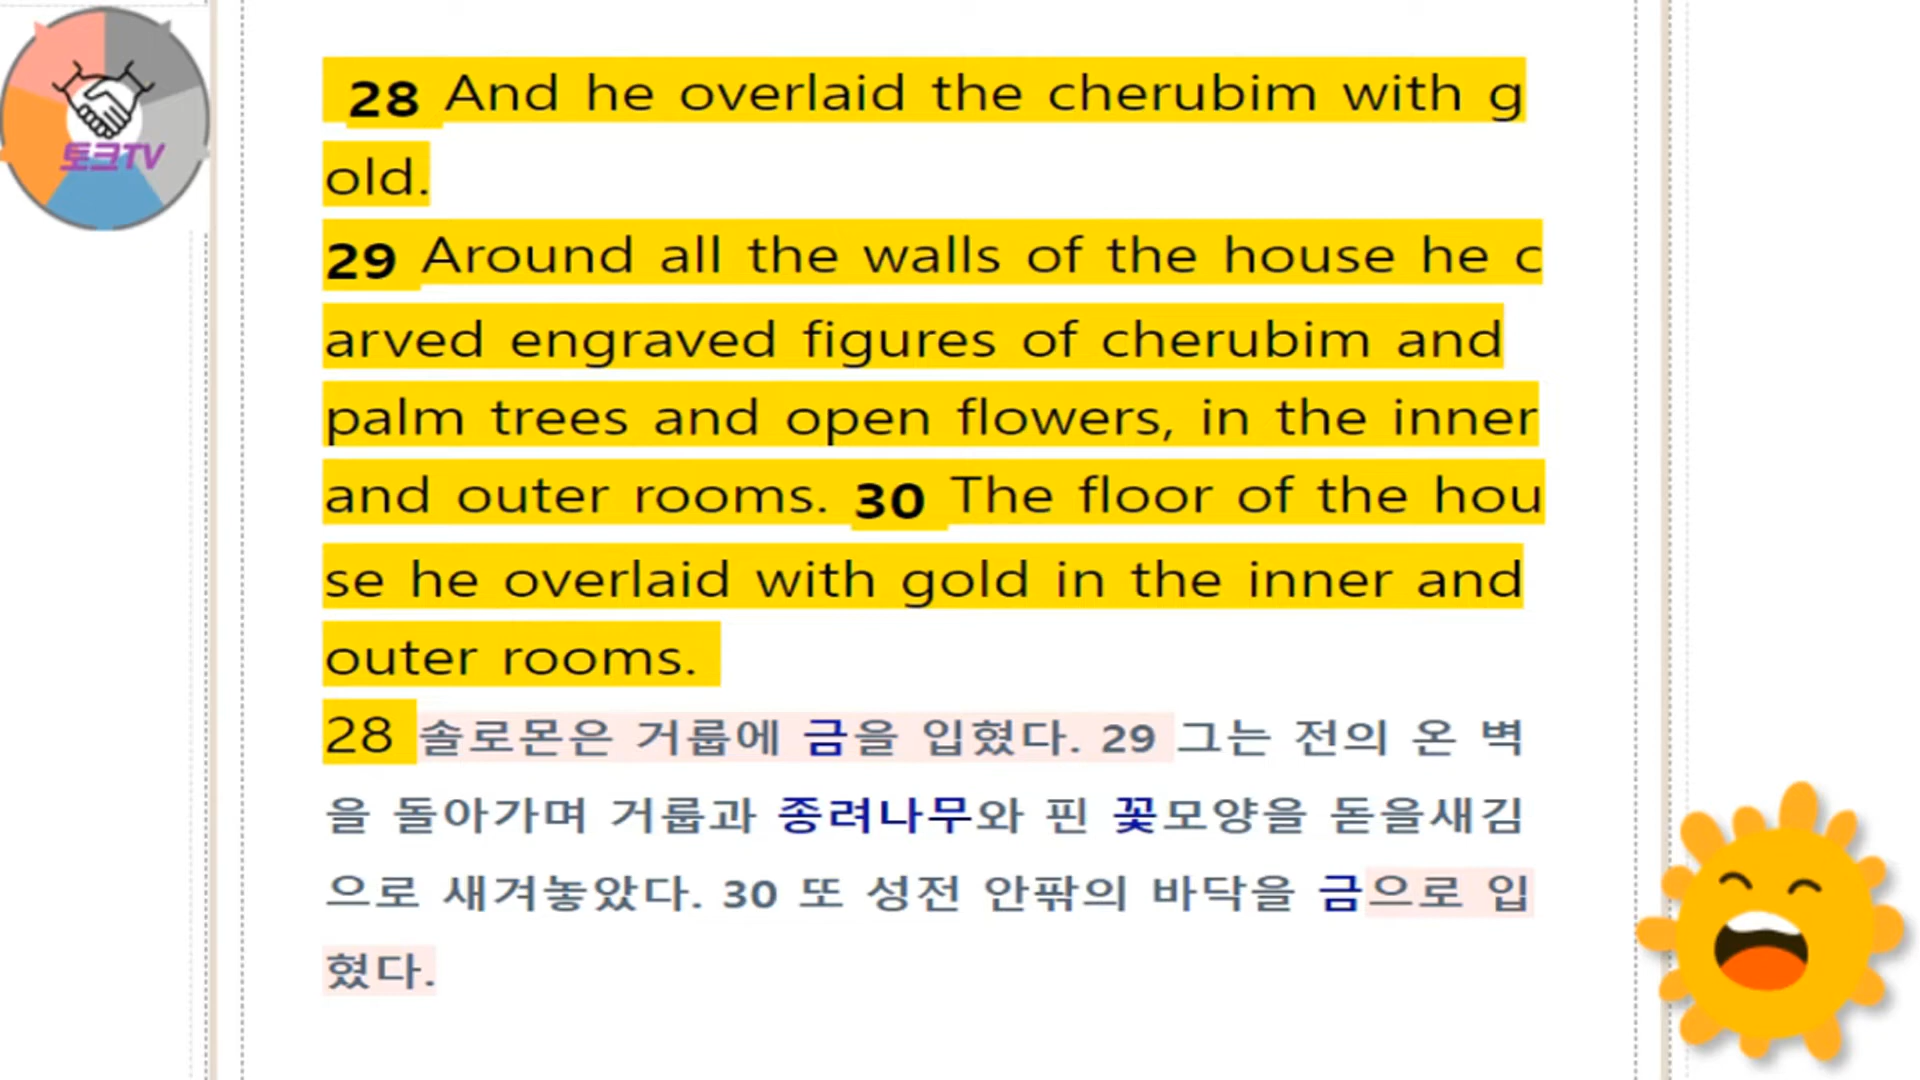 토크TV
28 And he overlaid the cherubim with g
old.
29 Around all the walls of the house he c
arved engraved figures of cherubim and
palm trees and open flowers, in the inner
and outer rooms. 30 The floor of the hou
se he overlaid with gold in the inner and
outer rooms.
28 솔로몬은 거룹에 금을 입혔다. 29 그는 전의 온 벽
을 돌아가며 거룹과 종려나무와 핀 꽃모양을 돋을새김
으로 새겨놓았다. 30 또 성전 안팎의 바닥을 금으로 입
혔다.